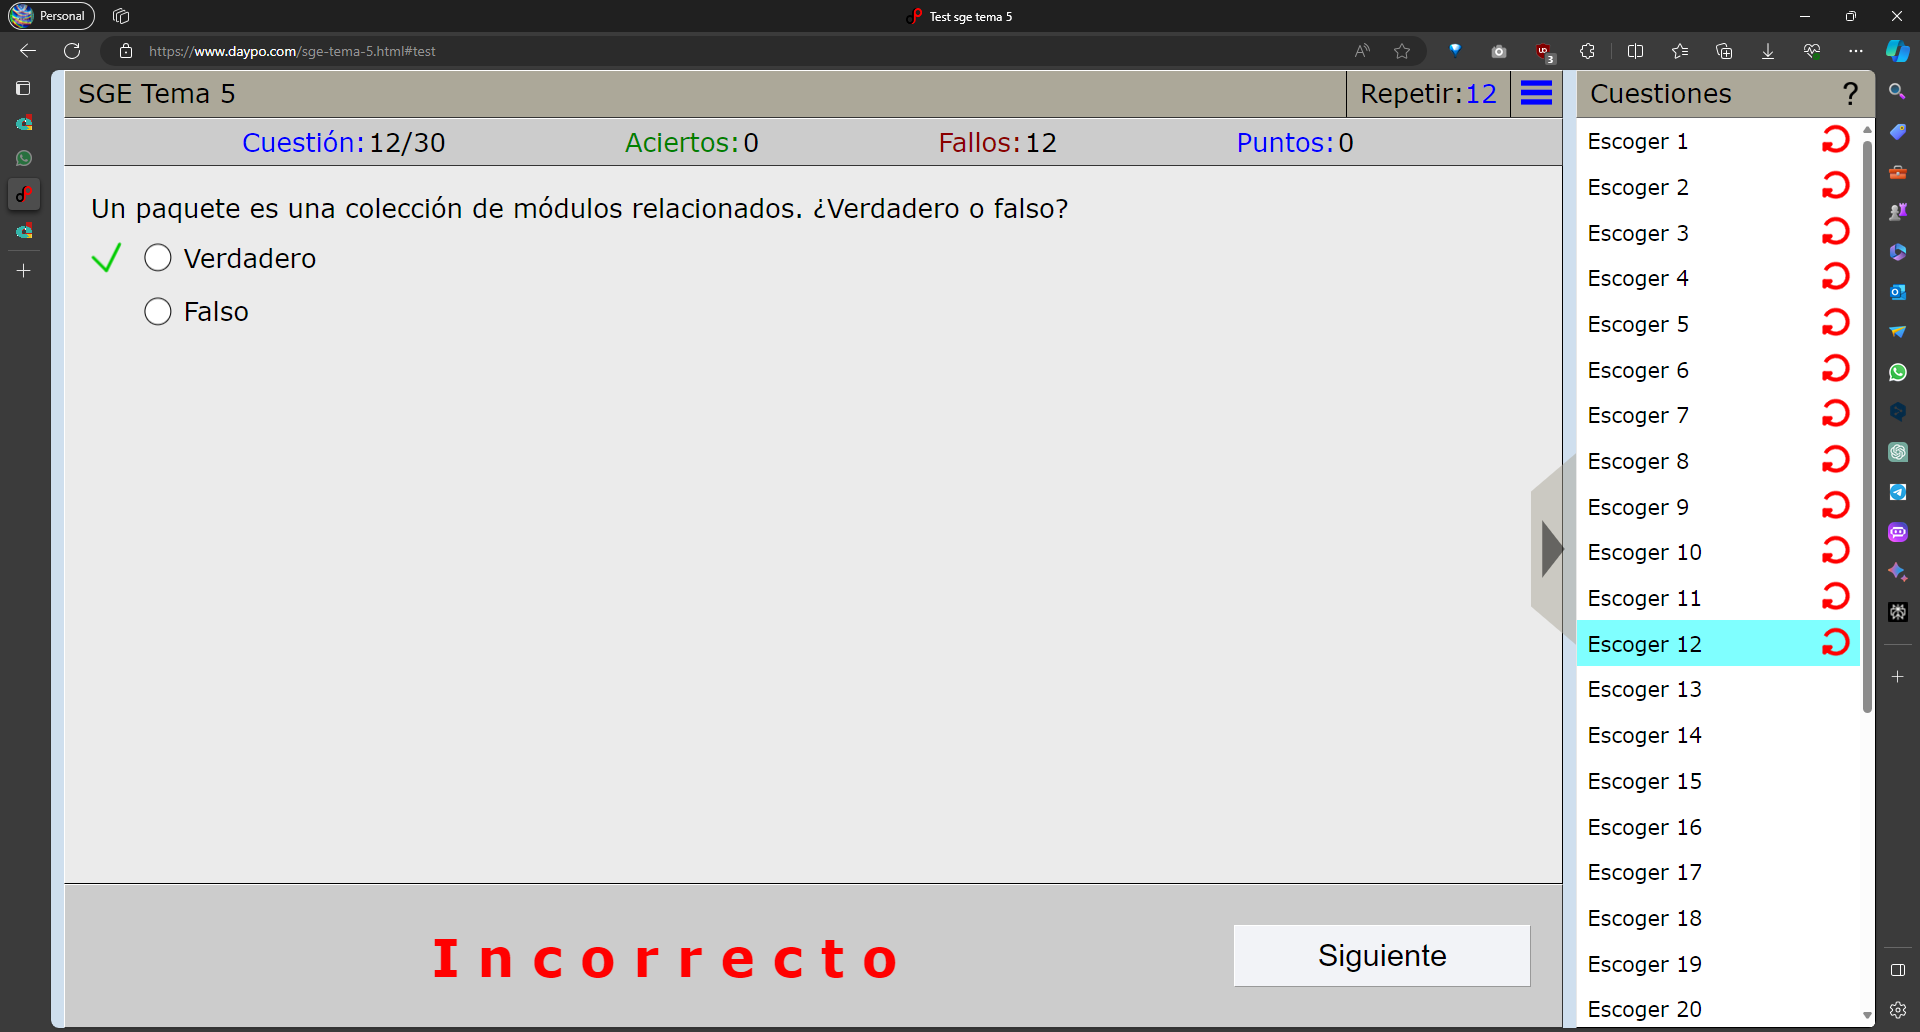 Personal
Test sge tema 5
https://www.daypo.com/sge-tema-5.html#test
SGE Tema 5
Repetir:12
Cuestiones
?
Cuestión:12/30
Aciertos:0
Fallos:12
Puntos:0
Un paquete es una colección de módulos relacionados. ¿Verdadero o falso?
Verdadero
Falso
Incorrecto
Siguiente
Escoger 1
Escoger 2
Escoger 3
Escoger 4
Escoger 5
Escoger 6
Escoger 7
Escoger 8
Escoger 9
Escoger 10
Escoger 11
Escoger 12
Escoger 13
Escoger 14
Escoger 15
Escoger 16
Escoger 17
Escoger 18
Escoger 19
Escoger 20
3